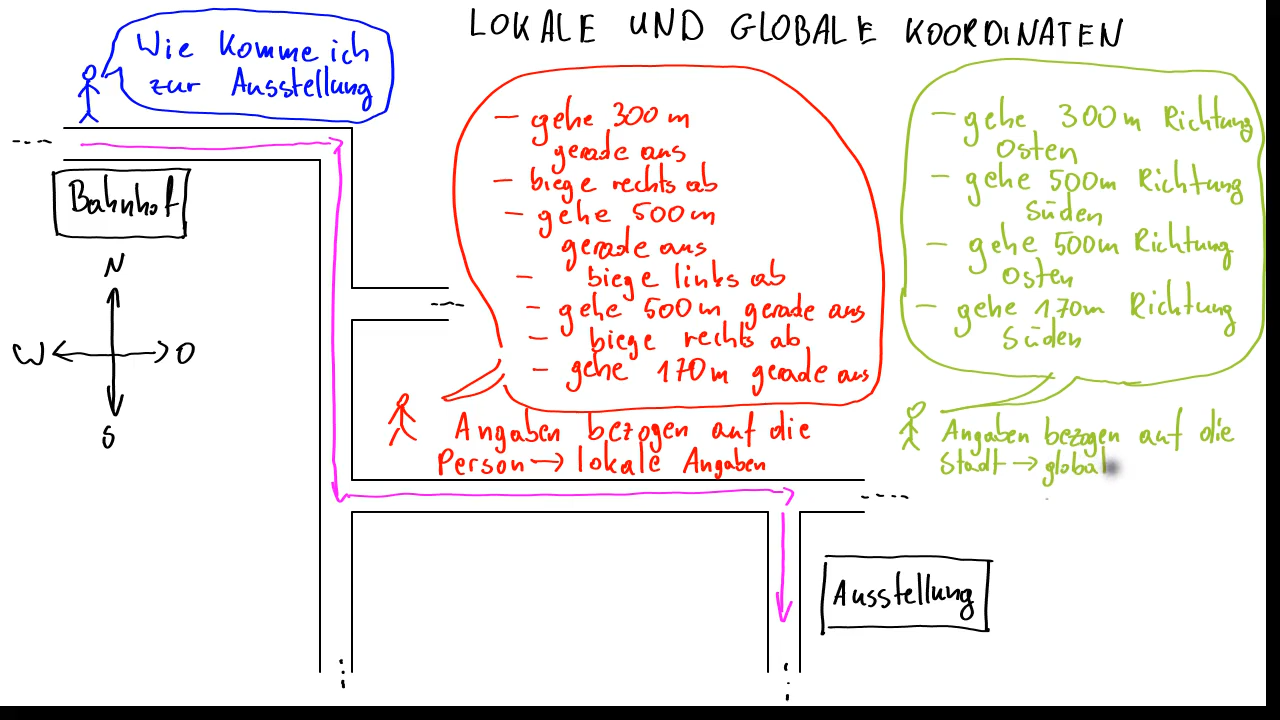 LOKALE UND GLOBALE KOORDINATEN
Wie komme ich
zur Ausstellung
Bahnhof
N
W
O
S
- gehe 300 m
gerade aus
- biege rechts ab
- gehe 500 m
gerade aus
- biege links ab
- gehe 500 m gerade aus
- biege rechts ab
- gehe 170 m gerade aus
Angaben bezogen auf die
Person → lokale Angaben
- gehe 300 m Richtung
Osten
- gehe 500 m Richtung
Süden
- gehe 500 m Richtung
Osten
- gehe 170 m Richtung
Süden
Angaben bezogen auf die
Stadt → global
Ausstellung